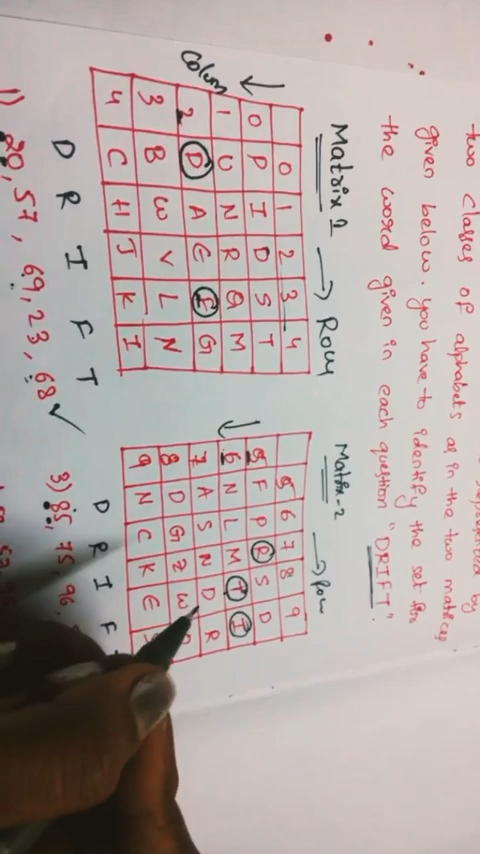 two classes of alphabets as in the two matrices
given below. You have to identify the set for
the word given in each question "DRIFT".
Matrix 1 → Row
Colum
0 1 2 3 4
0 P I D S T
1 U N R Q M
2 D A E F G
3 B W V L N
4 C H J K I
Matrix-2 → Row
5 6 7 8 9
5 F P R S D
6 N L M T I
7 A S N D R
8 D G Z W
9 N C K E
D R I F T
1) 20, 57, 69, 23, 68 ✓
D R I F T
3) 85, 75, 96,